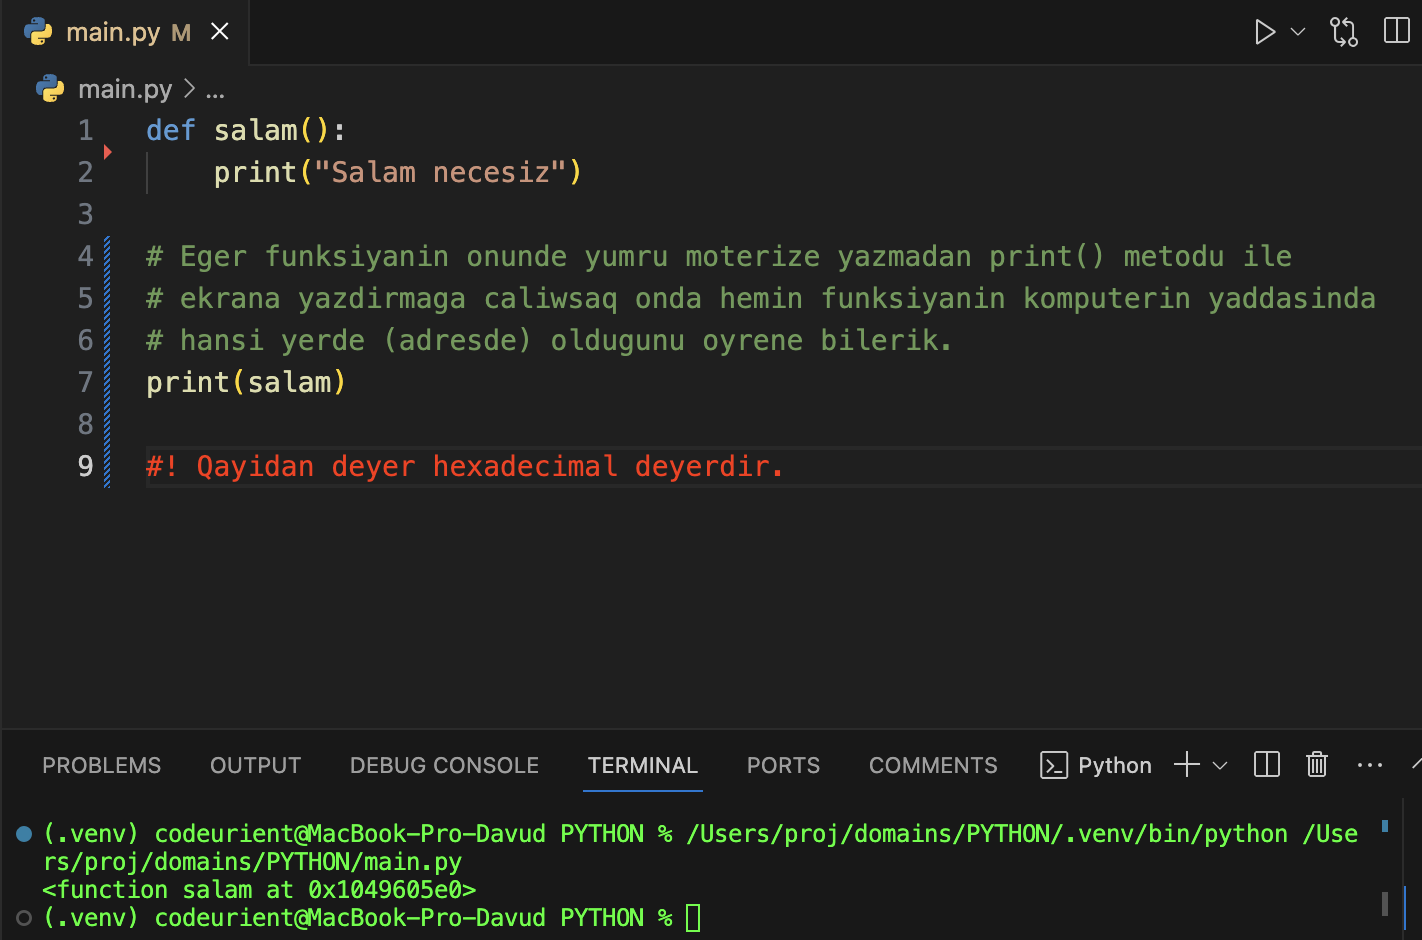 main.py M
main.py > ...
1 def salam():
2     print("Salam necesiz")
3
4 # Eger funksiyanin onunde yumru moterize yazmadan print() metodu ile
5 # ekrana yazdirmaga caliwsaq onda hemin funksiyanin komputerin yaddasinda
6 # hansi yerde (adresde) oldugunu oyrene bilerik.
7 print(salam)
8
9 #! Qayidan deyer hexadecimal deyerdir.
PROBLEMS OUTPUT DEBUG CONSOLE TERMINAL PORTS COMMENTS Python
(.venv) codeurient@MacBook-Pro-Davud PYTHON % /Users/proj/domains/PYTHON/.venv/bin/python /Use
rs/proj/domains/PYTHON/main.py
<function salam at 0x1049605e0>
(.venv) codeurient@MacBook-Pro-Davud PYTHON %